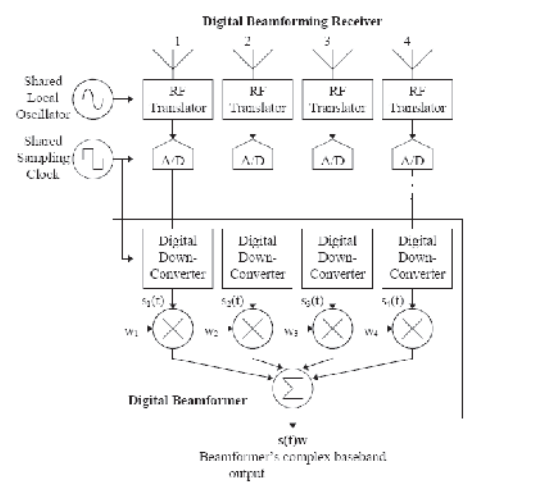 Digital Beamforming Receiver
1 2 3 4
Shared
Local
Oscillator
RF
Translator
RF
Translator
RF
Translator
RF
Translator
Shared
Sampling
Clock
A/D A/D A/D A/D
Digital
Down-
Converter
Digital
Down-
Converter
Digital
Down-
Converter
Digital
Down-
Converter
s₁(t) s₂(t) s₃(t) s₄(t)
w₁ w₂ w₃ w₄
Σ
Digital Beamformer
s(t)w
Beamformer's complex baseband
output